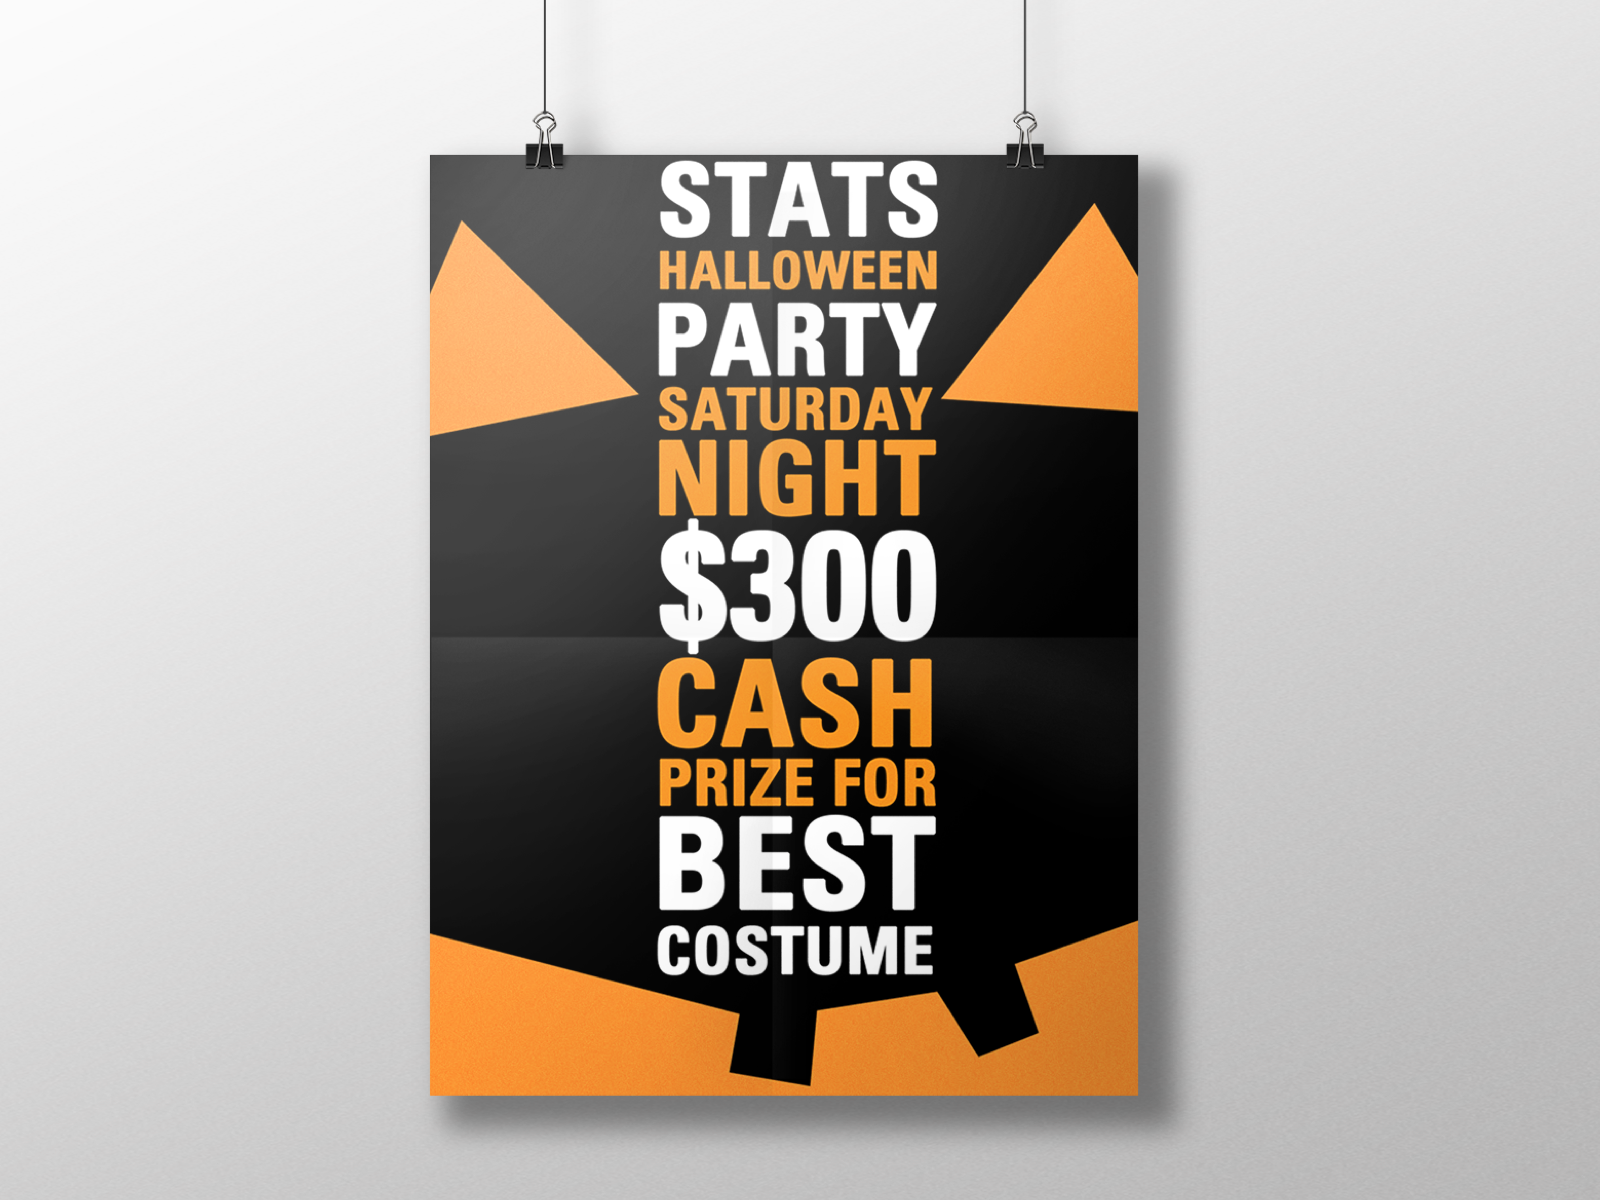 STATS
HALLOWEEN
PARTY
SATURDAY
NIGHT
$300
CASH
PRIZE FOR
BEST
COSTUME